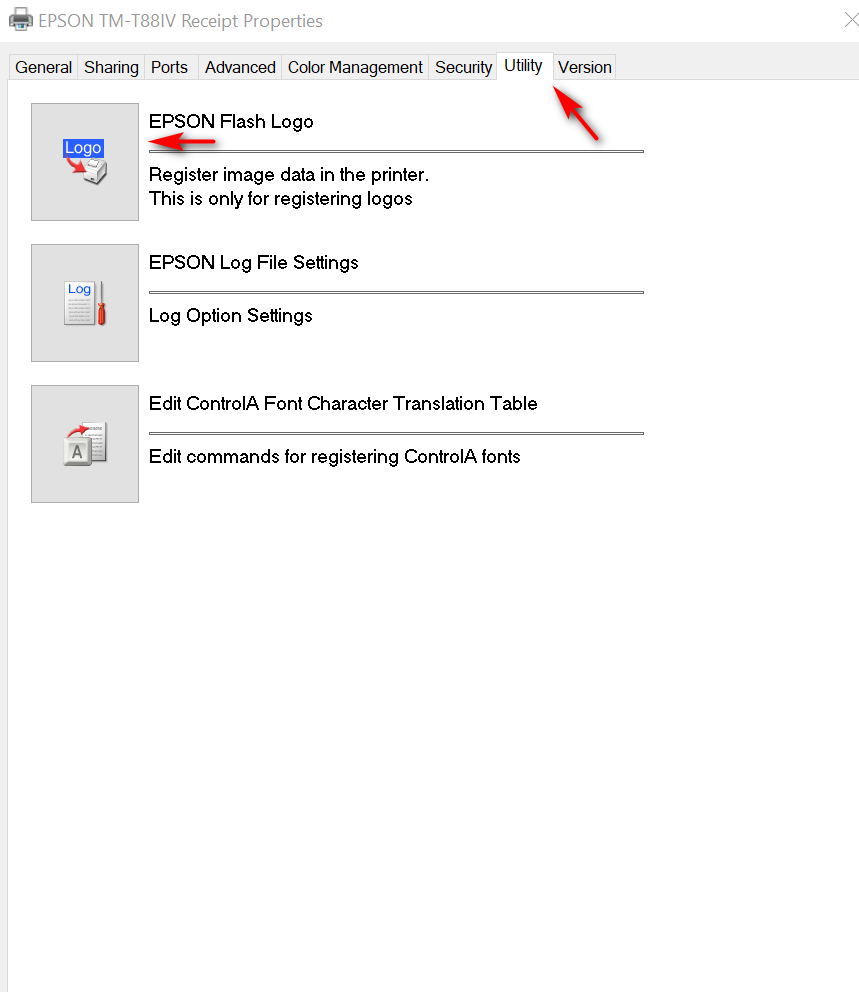 EPSON TM-T88IV Receipt Properties
General Sharing Ports Advanced Color Management Security Utility Version
EPSON Flash Logo
Logo
Register image data in the printer.
This is only for registering logos
EPSON Log File Settings
Log
Log Option Settings
Edit ControlA Font Character Translation Table
A
Edit commands for registering ControlA fonts